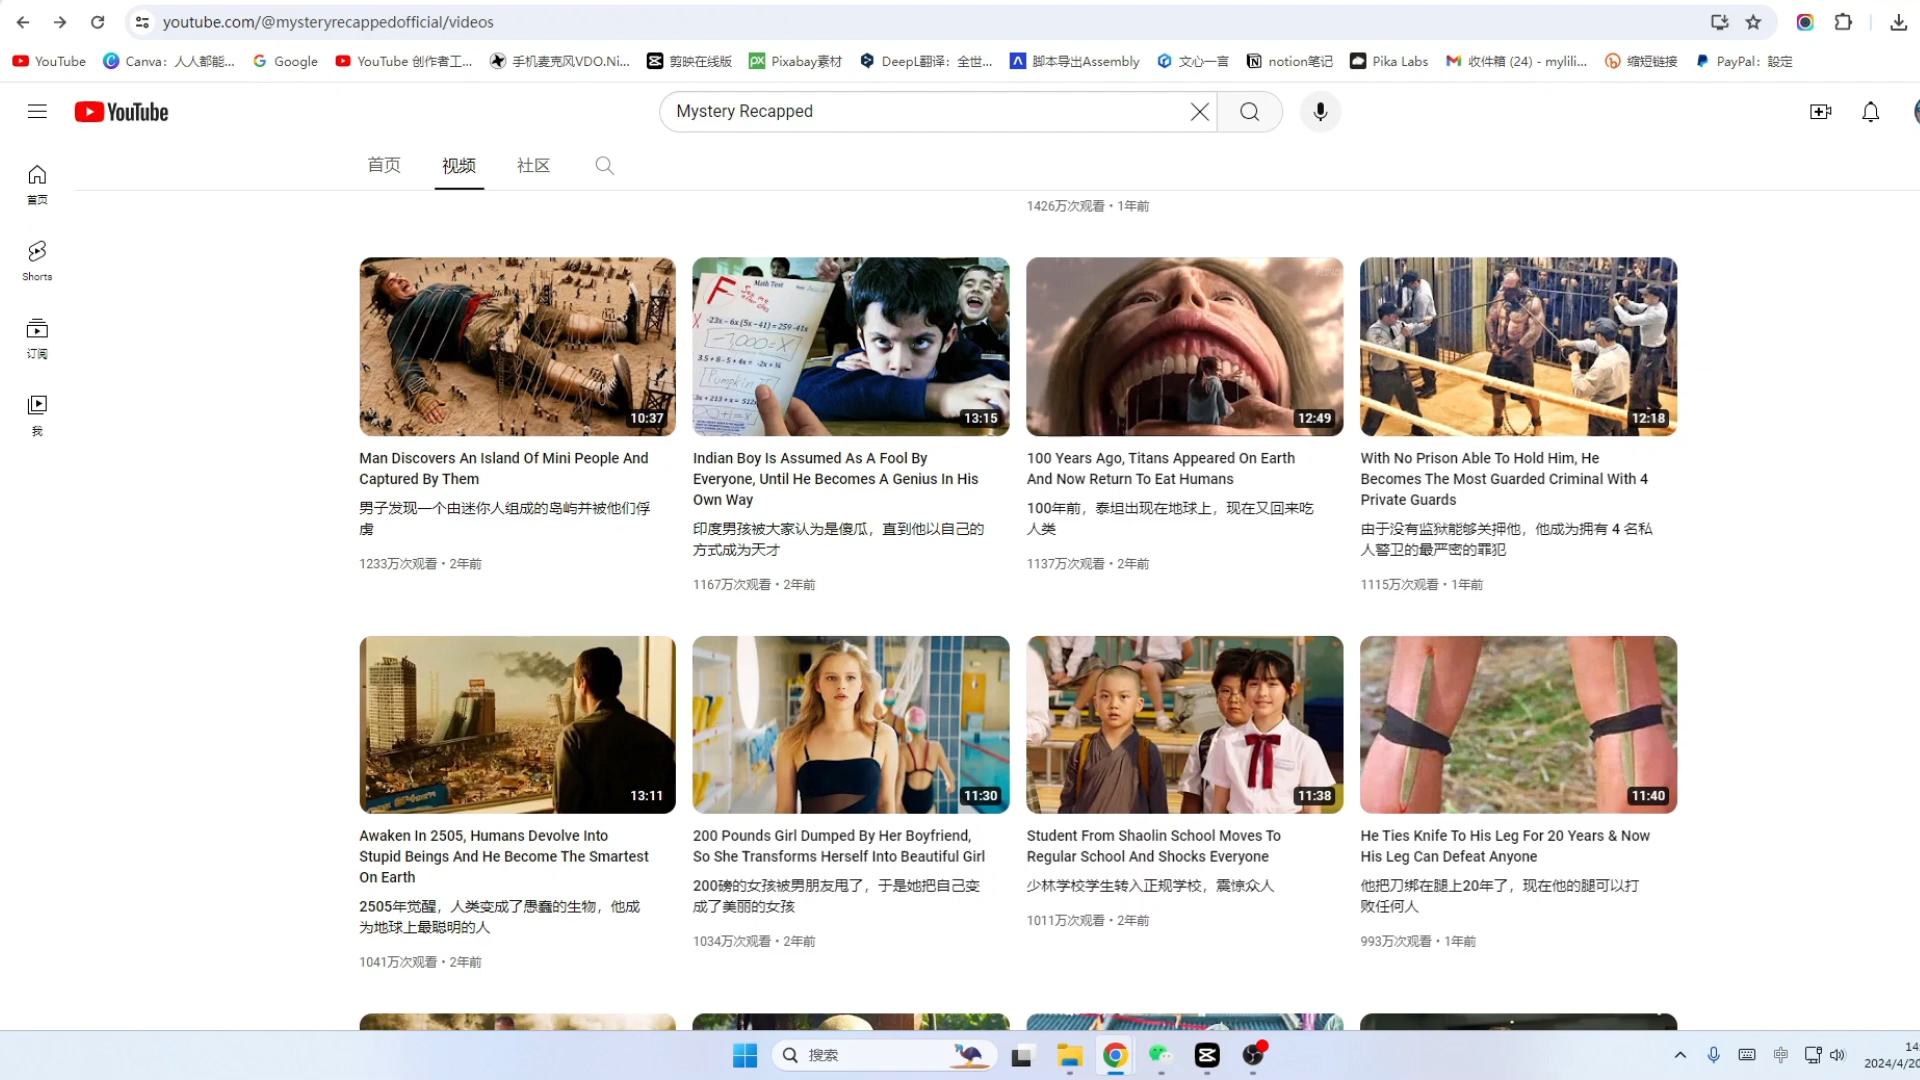 youtube.com/@mysteryrecappedofficial/videos
YouTube
Canva：人人都能...
Google
YouTube 创作者工...
手机麦克风VDO.Ni...
剪映在线版
Pixabay素材
DeepL翻译：全世...
脚本导出Assembly
文心一言
notion笔记
Pika Labs
收件箱 (24) - mylili...
缩短链接
PayPal：设定
YouTube
Mystery Recapped
首页
视频
社区
首页
Shorts
订阅
我
1426万次观看・1年前
Math Test
F
-23x - 6x(5x-41) = 259-41x
-1,000=X
Pumpkin
10:37
13:15
12:49
12:18
Man Discovers An Island Of Mini People And
Captured By Them
男子发现一个由迷你人组成的岛屿并被他们俘
虏
1233万次观看・2年前
Indian Boy Is Assumed As A Fool By
Everyone, Until He Becomes A Genius In His
Own Way
印度男孩被大家认为是傻瓜，直到他以自己的
方式成为天才
1167万次观看・2年前
100 Years Ago, Titans Appeared On Earth
And Now Return To Eat Humans
100年前，泰坦出现在地球上，现在又回来吃
人类
1137万次观看・2年前
With No Prison Able To Hold Him, He
Becomes The Most Guarded Criminal With 4
Private Guards
由于没有监狱能够关押他，他成为拥有 4 名私
人警卫的最严密的罪犯
1115万次观看・1年前
13:11
11:30
11:38
11:40
Awaken In 2505, Humans Devolve Into
Stupid Beings And He Become The Smartest
On Earth
2505年觉醒，人类变成了愚蠢的生物，他成
为地球上最聪明的人
1041万次观看・2年前
200 Pounds Girl Dumped By Her Boyfriend,
So She Transforms Herself Into Beautiful Girl
200磅的女孩被男朋友甩了，于是她把自己变
成了美丽的女孩
1034万次观看・2年前
Student From Shaolin School Moves To
Regular School And Shocks Everyone
少林学校学生转入正规学校，震惊众人
1011万次观看・2年前
He Ties Knife To His Leg For 20 Years & Now
His Leg Can Defeat Anyone
他把刀绑在腿上20年了，现在他的腿可以打
败任何人
993万次观看・1年前
搜索
中
14:
2024/4/20